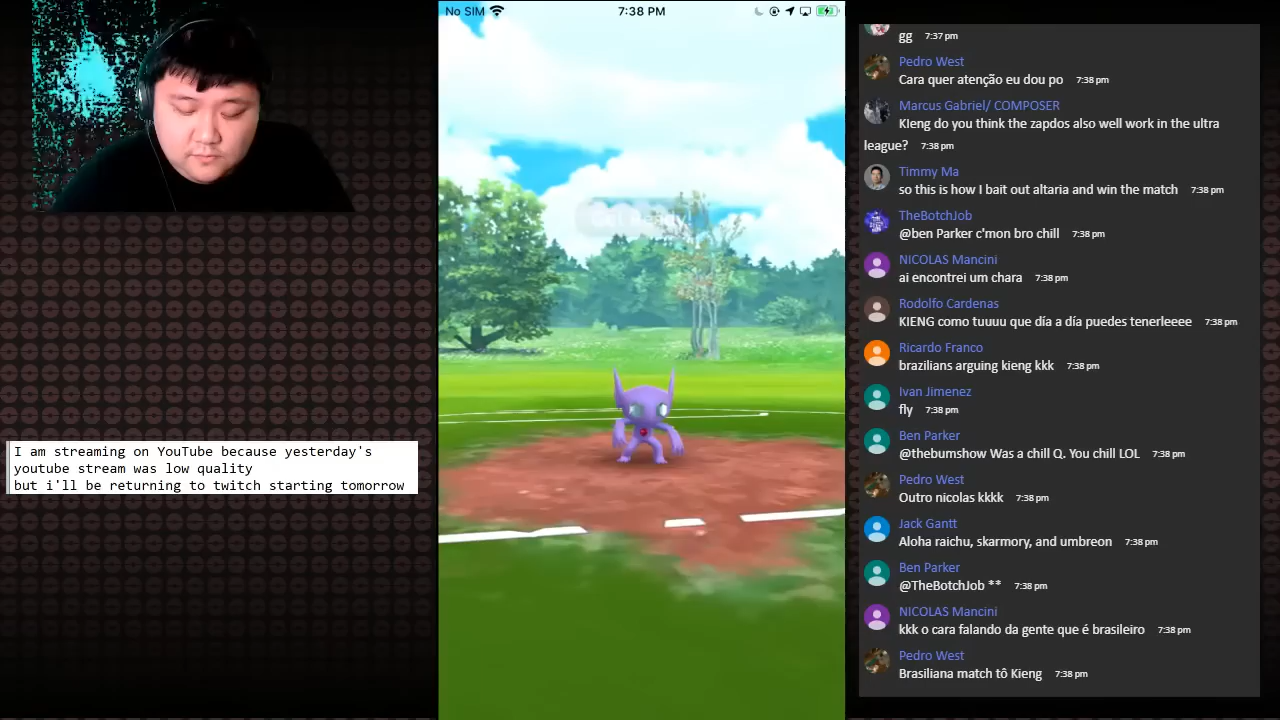 No SIM 7:38 PM
Get Ready!
I am streaming on YouTube because yesterday's
youtube stream was low quality
but i'll be returning to twitch starting tomorrow
gg 7:37 pm
Pedro West
Cara quer atenção eu dou po 7:38 pm
Marcus Gabriel/ COMPOSER
KIeng do you think the zapdos also well work in the ultra
league? 7:38 pm
Timmy Ma
so this is how I bait out altaria and win the match 7:38 pm
TheBotchJob
@ben Parker c'mon bro chill 7:38 pm
NICOLAS Mancini
ai encontrei um chara 7:38 pm
Rodolfo Cardenas
KIENG como tuuuu que día a día puedes tenerleeee 7:38 pm
Ricardo Franco
brazilians arguing kieng kkk 7:38 pm
Ivan Jimenez
fly 7:38 pm
Ben Parker
@thebumshow Was a chill Q. You chill LOL 7:38 pm
Pedro West
Outro nicolas kkkk 7:38 pm
Jack Gantt
Aloha raichu, skarmory, and umbreon 7:38 pm
Ben Parker
@TheBotchJob ** 7:38 pm
NICOLAS Mancini
kkk o cara falando da gente que é brasileiro 7:38 pm
Pedro West
Brasiliana match tô Kieng 7:38 pm